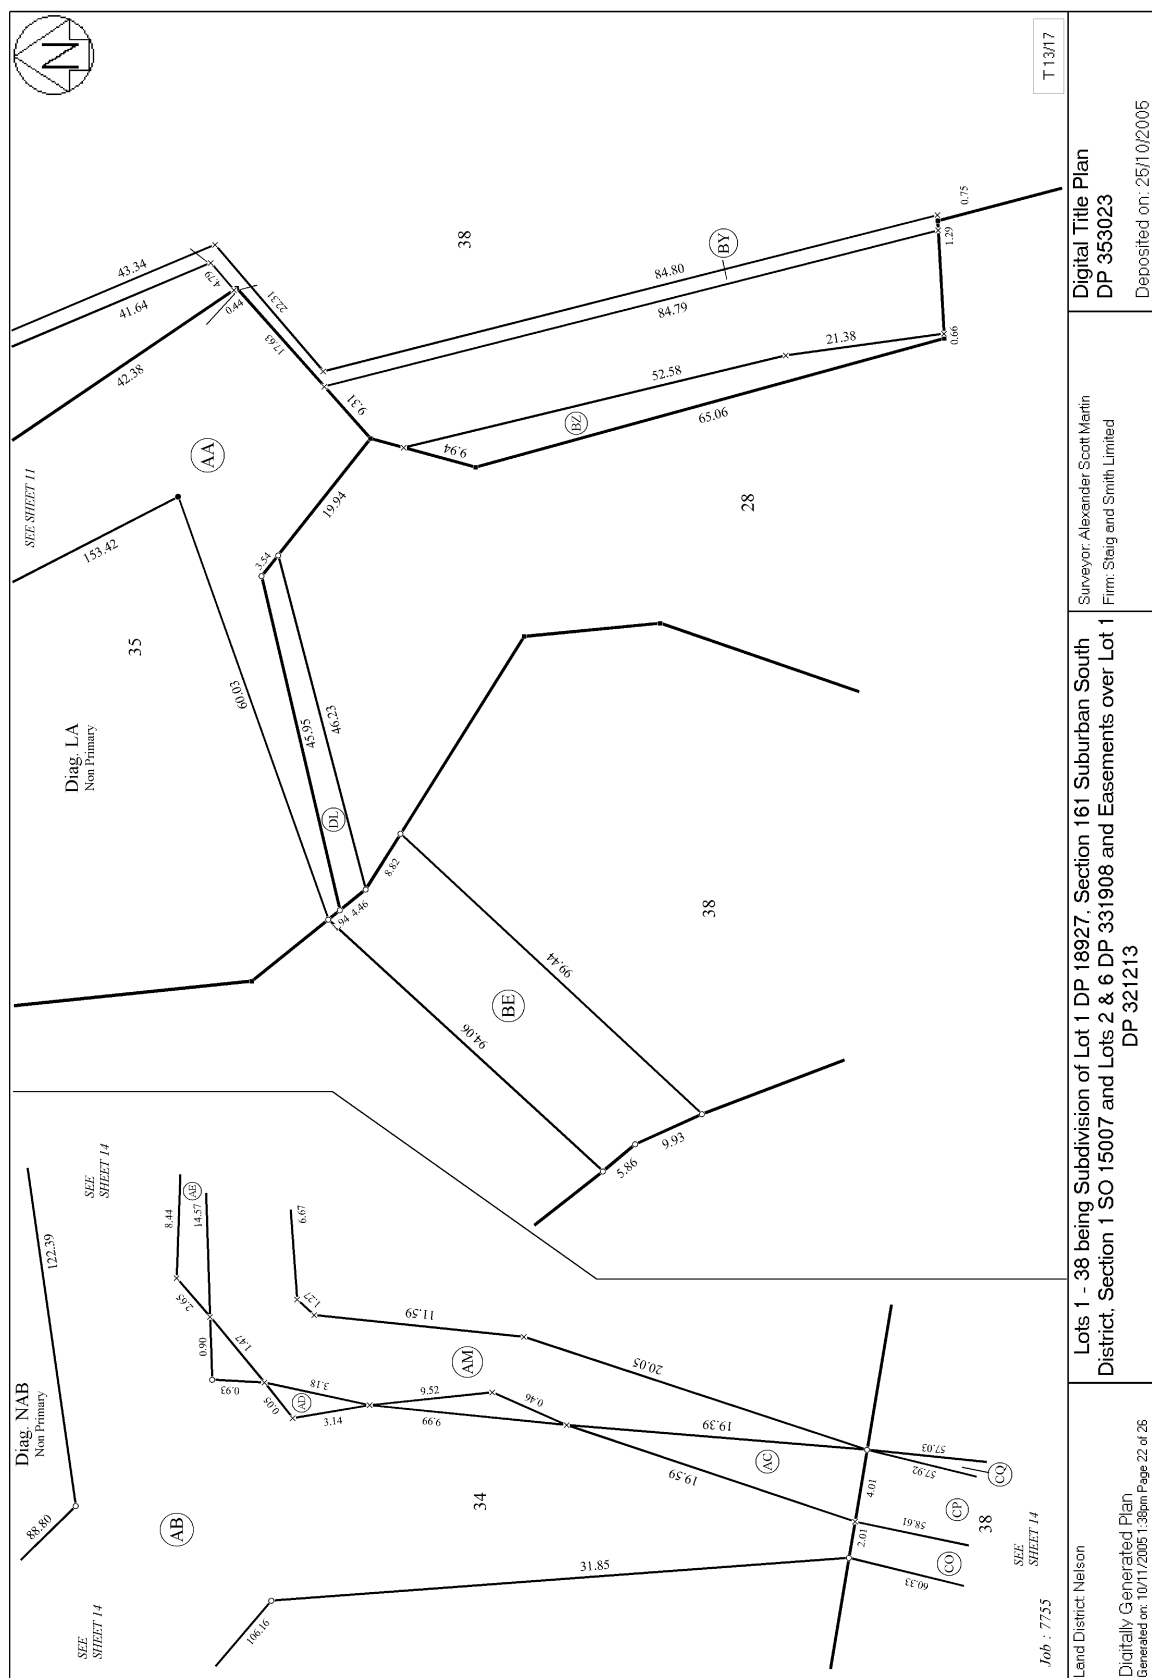 N
T 13/17
Digital Title Plan
DP 353023
Deposited on: 25/10/2005
Surveyor: Alexander Scott Martin
Firm: Staig and Smith Limited
Lots 1 - 38 being Subdivision of Lot 1 DP 18927, Section 161 Suburban South
District, Section 1 SO 15007 and Lots 2 & 6 DP 331908 and Easements over Lot 1
DP 321213
Land District: Nelson
Digitally Generated Plan
Generated on: 10/11/2005 1:38pm Page 22 of 26
Diag. NAB
Non Primary
SEE
SHEET 14
SEE
SHEET 14
SEE
SHEET 14
Job : 7755
88.80
122.39
AB
106.16
31.85
34
8.44
AE
14.57
2.65
0.90
1.47
0.93
0.05
AD
3.18
3.14
9.52
6.99
0.46
AM
6.67
1.27
11.59
20.05
19.39
19.59
AC
4.01
2.01
57.03
57.92
CQ
CP
58.61
CO
60.33
38
Diag. LA
Non Primary
35
SEE SHEET 11
153.42
AA
42.38
41.64
43.34
4.79
0.44
22.31
17.63
9.31
19.94
3.54
60.03
45.95
46.23
DL
.94
4.46
8.82
BE
94.06
99.44
5.86
9.93
38
28
9.94
BZ
65.06
52.58
21.38
0.66
84.79
84.80
BY
1.29
0.75
38